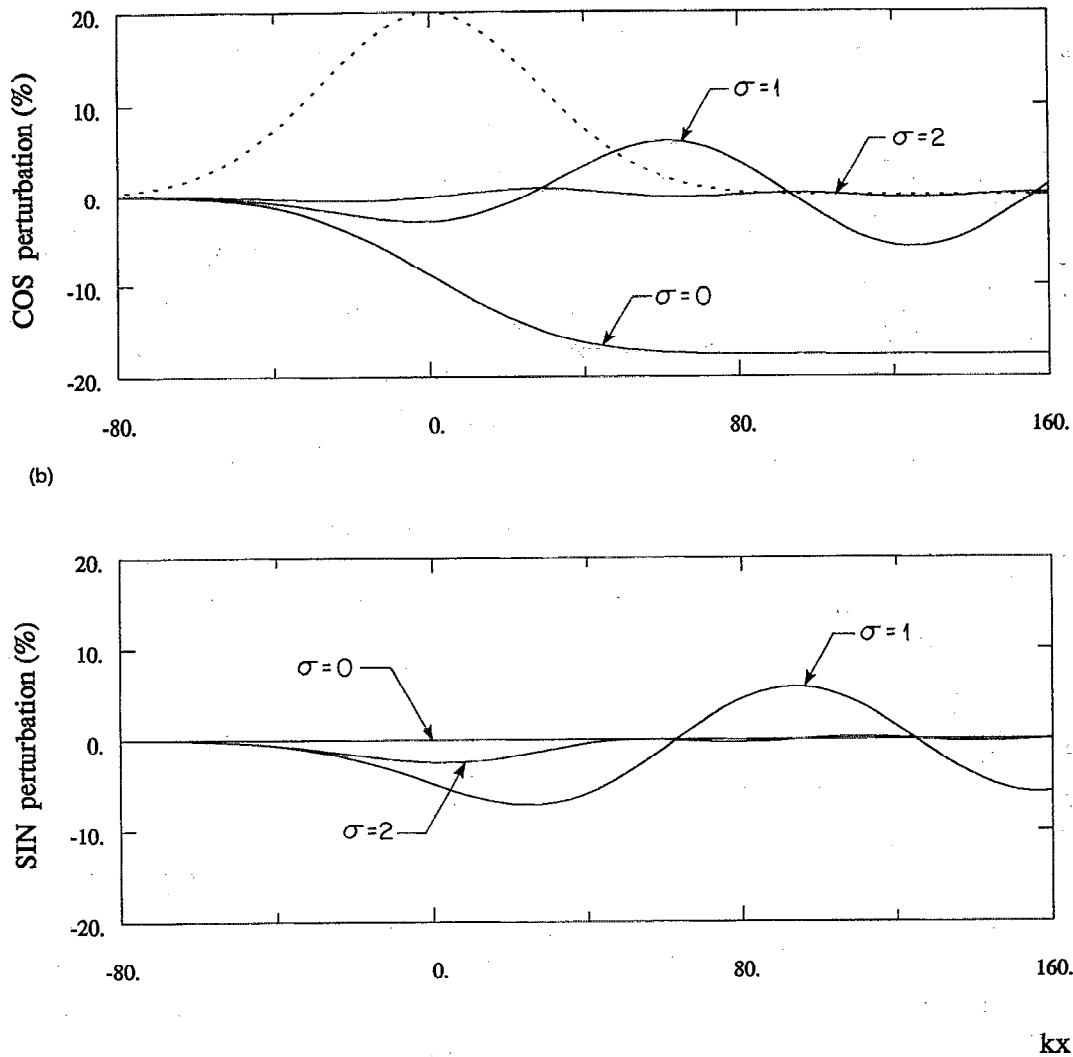 20.
10.
0.
-10.
-20.
COS perturbation (%)
σ=1
σ=2
σ=0
-80.
0.
80.
160.
(b)
20.
10.
0.
-10.
-20.
SIN perturbation (%)
σ=0
σ=1
σ=2
-80.
0.
80.
160.
kx